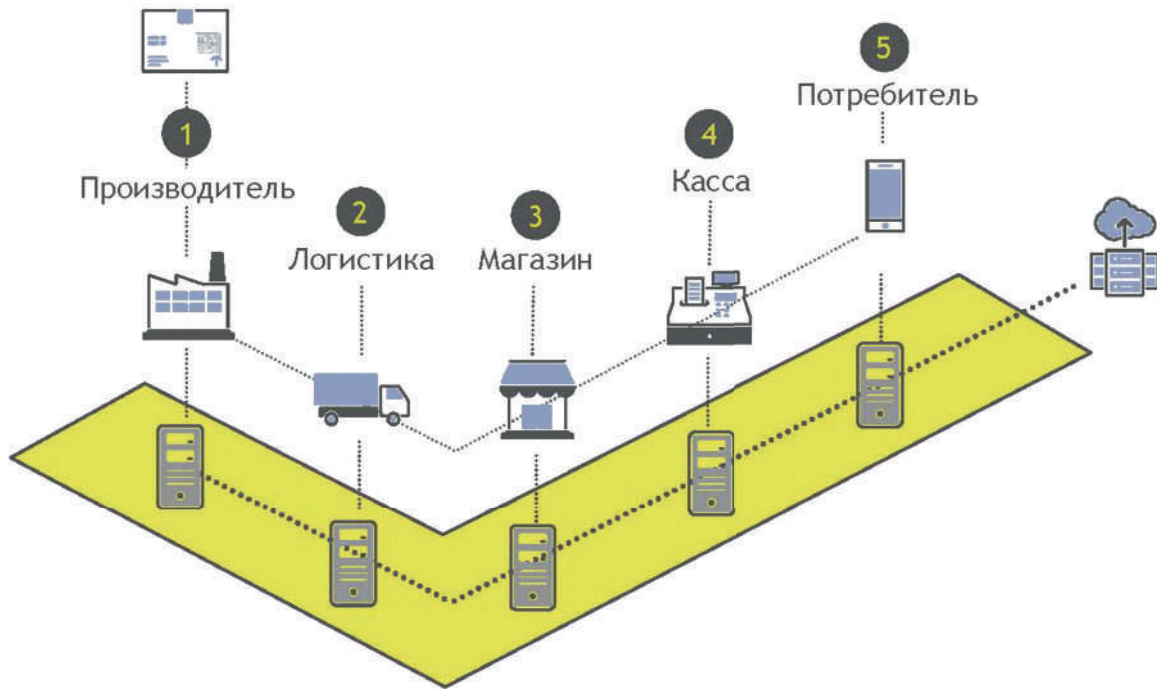 1
Производитель
2
Логистика
3
Магазин
4
Касса
5
Потребитель